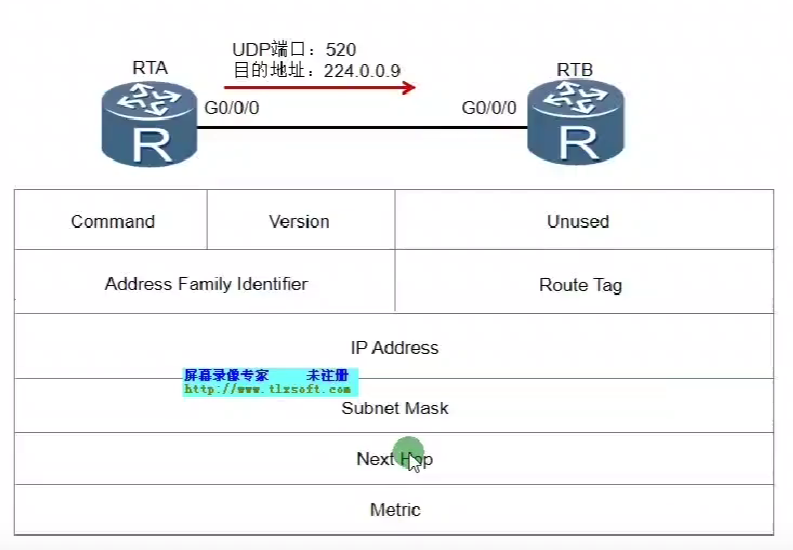 UDP端口：520
目的地址：224.0.0.9
RTA
RTB
G0/0/0
G0/0/0
R
R
Command
Version
Unused
Address Family Identifier
Route Tag
IP Address
屏幕录像专家 未注册
http://www.tlxsoft.com
Subnet Mask
Next Hop
Metric